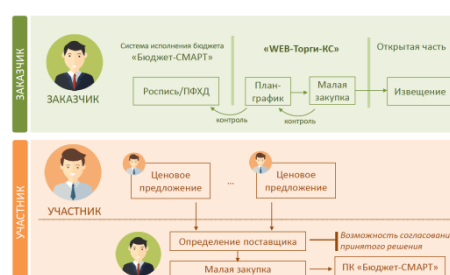 ЗАКАЗЧИК
ЗАКАЗЧИК
Система исполнения бюджета
«Бюджет-СМАРТ»
Роспись/ПФХД
«WEB-Торги-КС»
План-
график
Малая
закупка
контроль
контроль
Открытая часть
Извещение
УЧАСТНИК
УЧАСТНИК
Ценовое
предложение
...
Ценовое
предложение
Определение поставщика
Возможность согласовани
принятого решения
Малая закупка
ПК «Бюджет-СМАРТ»